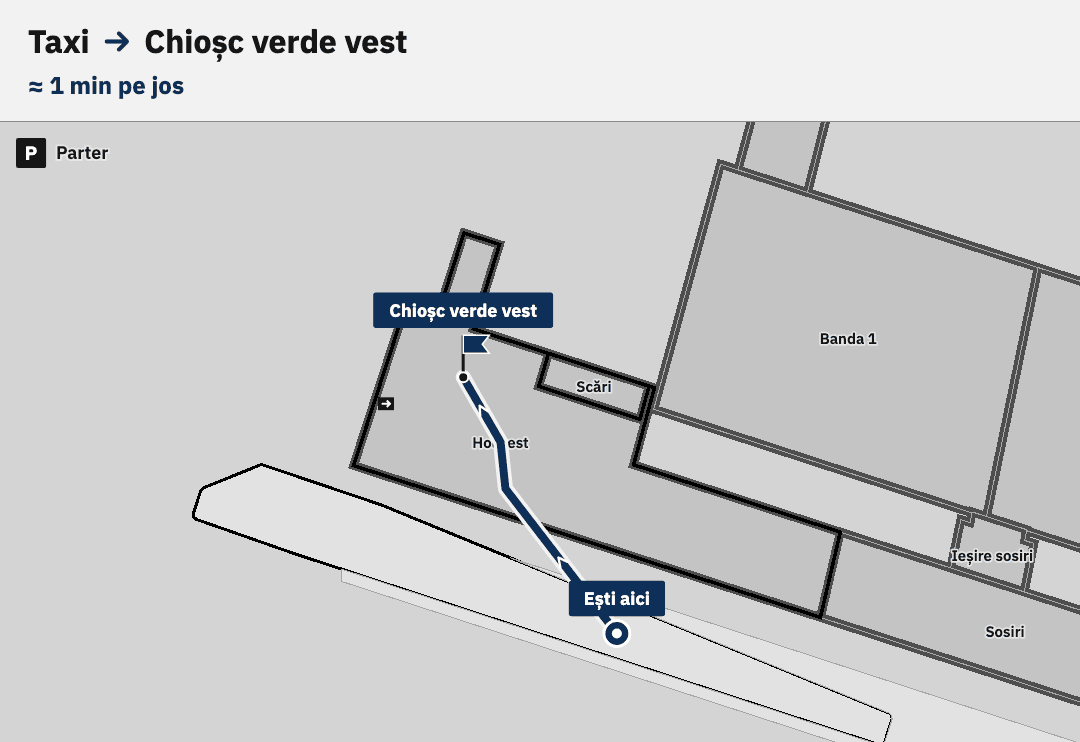 Taxi → Chioșc verde vest
≈ 1 min pe jos
P Parter
Chioșc verde vest
Banda 1
Scări
Ieșire sosiri
Ești aici
Sosiri